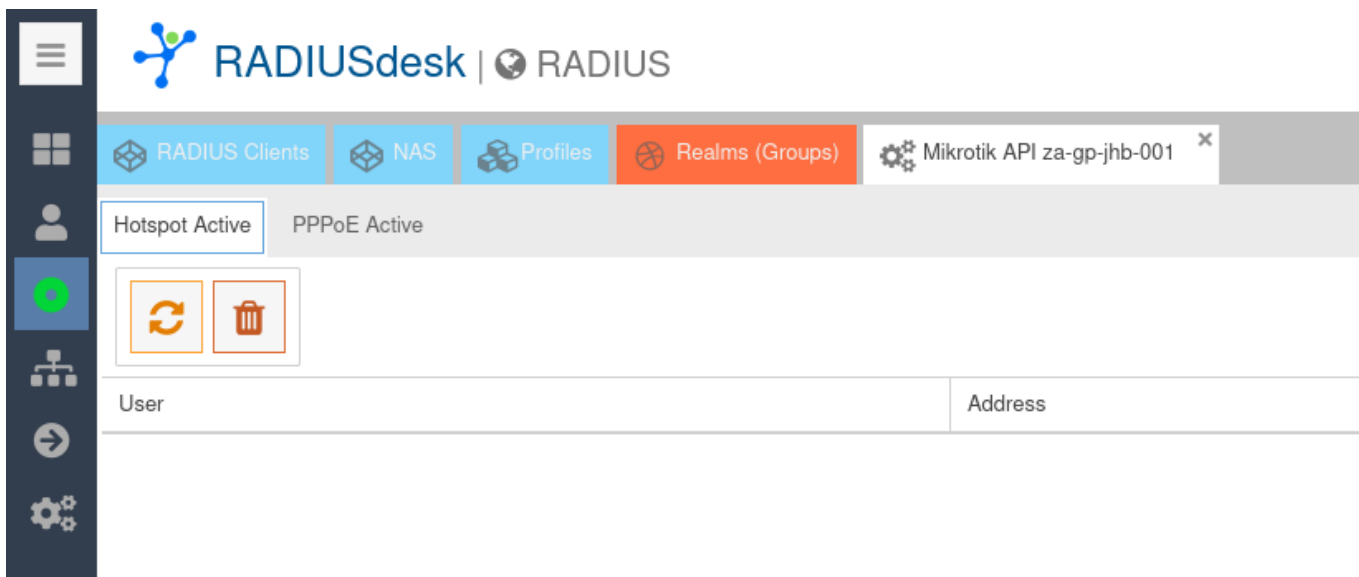 RADIUSdesk | RADIUS
RADIUS Clients NAS Profiles Realms (Groups) Mikrotik API za-gp-jhb-001
Hotspot Active PPPoE Active
User Address